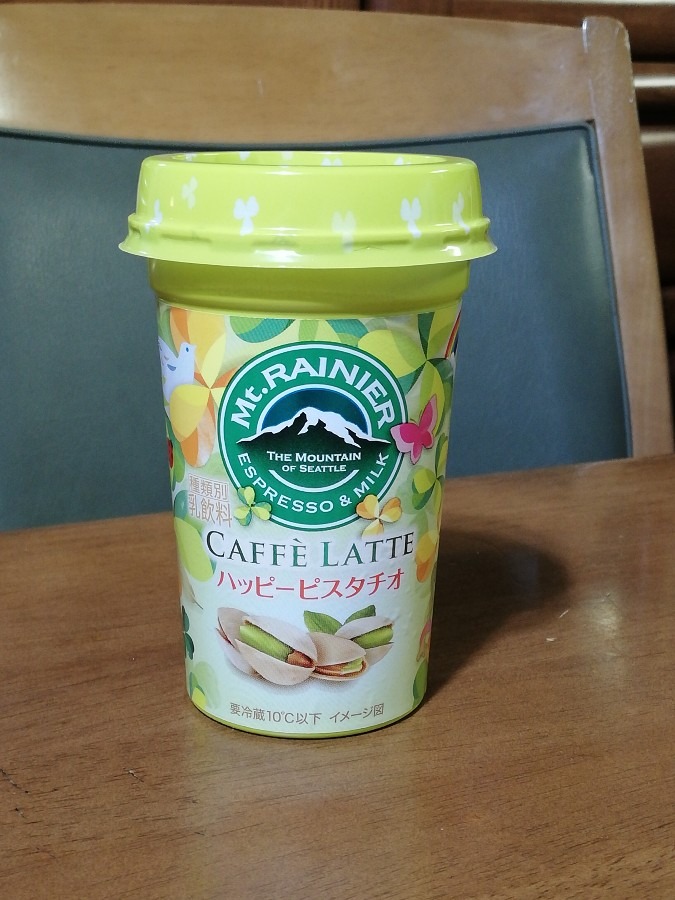 Mt. RAINIER
THE MOUNTAIN
OF SEATTLE
ESPRESSO & MILK
種類別
乳飲料
CAFFÈ LATTE
ハッピーピスタチオ
要冷蔵10℃以下 イメージ図